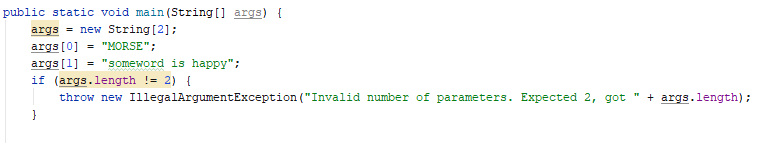 public static void main(String[] args) {
    args = new String[2];
    args[0] = "MORSE";
    args[1] = "someword is happy";
    if (args.length != 2) {
        throw new IllegalArgumentException("Invalid number of parameters. Expected 2, got " + args.length);
    }